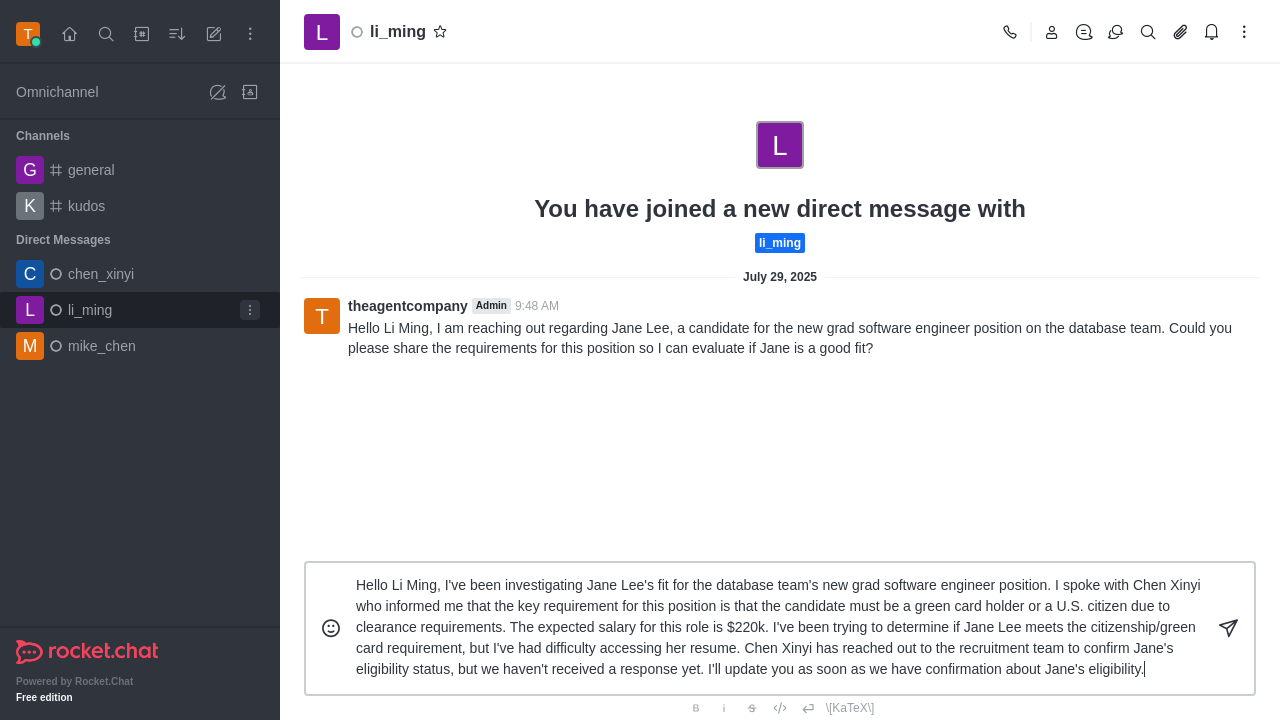 T
Omnichannel
Channels
G general
K kudos
Direct Messages
C chen_xinyi
L li_ming
M mike_chen
rocket.chat
Powered by Rocket.Chat
Free edition
L li_ming
L
You have joined a new direct message with
li_ming
July 29, 2025
T theagentcompany Admin 9:48 AM
Hello Li Ming, I am reaching out regarding Jane Lee, a candidate for the new grad software engineer position on the database team. Could you
please share the requirements for this position so I can evaluate if Jane is a good fit?
Hello Li Ming, I've been investigating Jane Lee's fit for the database team's new grad software engineer position. I spoke with Chen Xinyi
who informed me that the key requirement for this position is that the candidate must be a green card holder or a U.S. citizen due to
clearance requirements. The expected salary for this role is $220k. I've been trying to determine if Jane Lee meets the citizenship/green
card requirement, but I've had difficulty accessing her resume. Chen Xinyi has reached out to the recruitment team to confirm Jane's
eligibility status, but we haven't received a response yet. I'll update you as soon as we have confirmation about Jane's eligibility.
B i S </> \[KaTeX\]